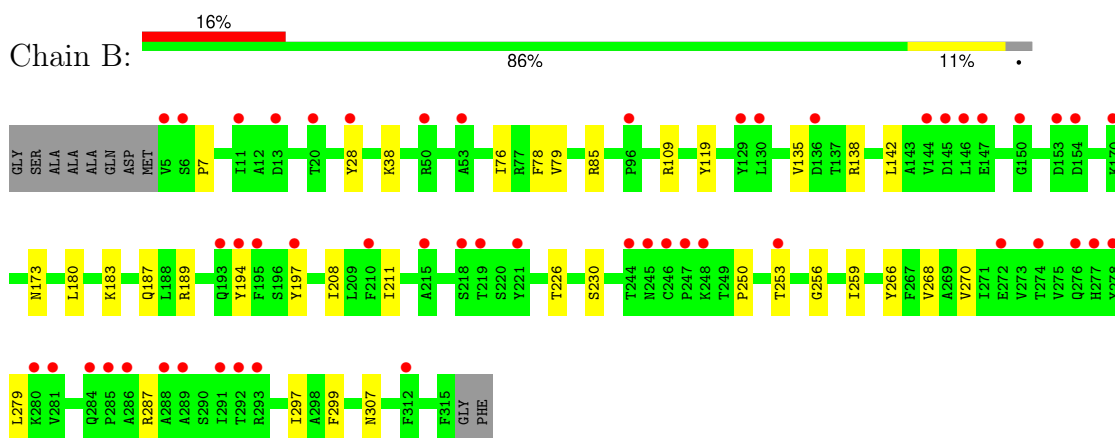 16%
Chain B:
86% 11% •
GLY SER ALA ALA ALA GLN ASP MET V5 S6 P7 I11 A12 D13 T20 Y28 K38 R50 A53 I76 R77 F78 V79 R85 P96 R109 Y119 Y129 L130 V135 D136 T137 R138 L142 A143 V144 D145 L146 E147 G150 D153 D154 K170
N173 L180 K183 Q187 L188 R189 Q193 Y194 F195 S196 Y197 I208 L209 F210 I211 A215 S218 T219 S220 Y221 T226 S230 T244 N245 C246 P247 K248 T249 P250 T253 G256 I259 Y266 F267 V268 A269 V270 I271 E272 V273 T274 V275 Q276 H277 Y278
L279 K280 V281 Q284 P285 A286 R287 A288 A289 S290 I291 T292 R293 I297 A298 F299 N307 F312 F315 GLY PHE